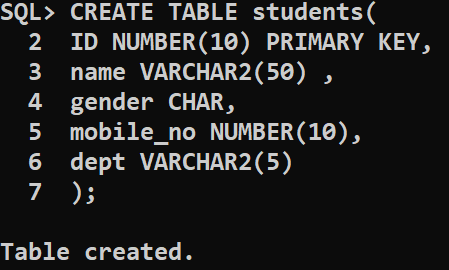 SQL> CREATE TABLE students(
  2  ID NUMBER(10) PRIMARY KEY,
  3  name VARCHAR2(50) ,
  4  gender CHAR,
  5  mobile_no NUMBER(10),
  6  dept VARCHAR2(5)
  7  );

Table created.